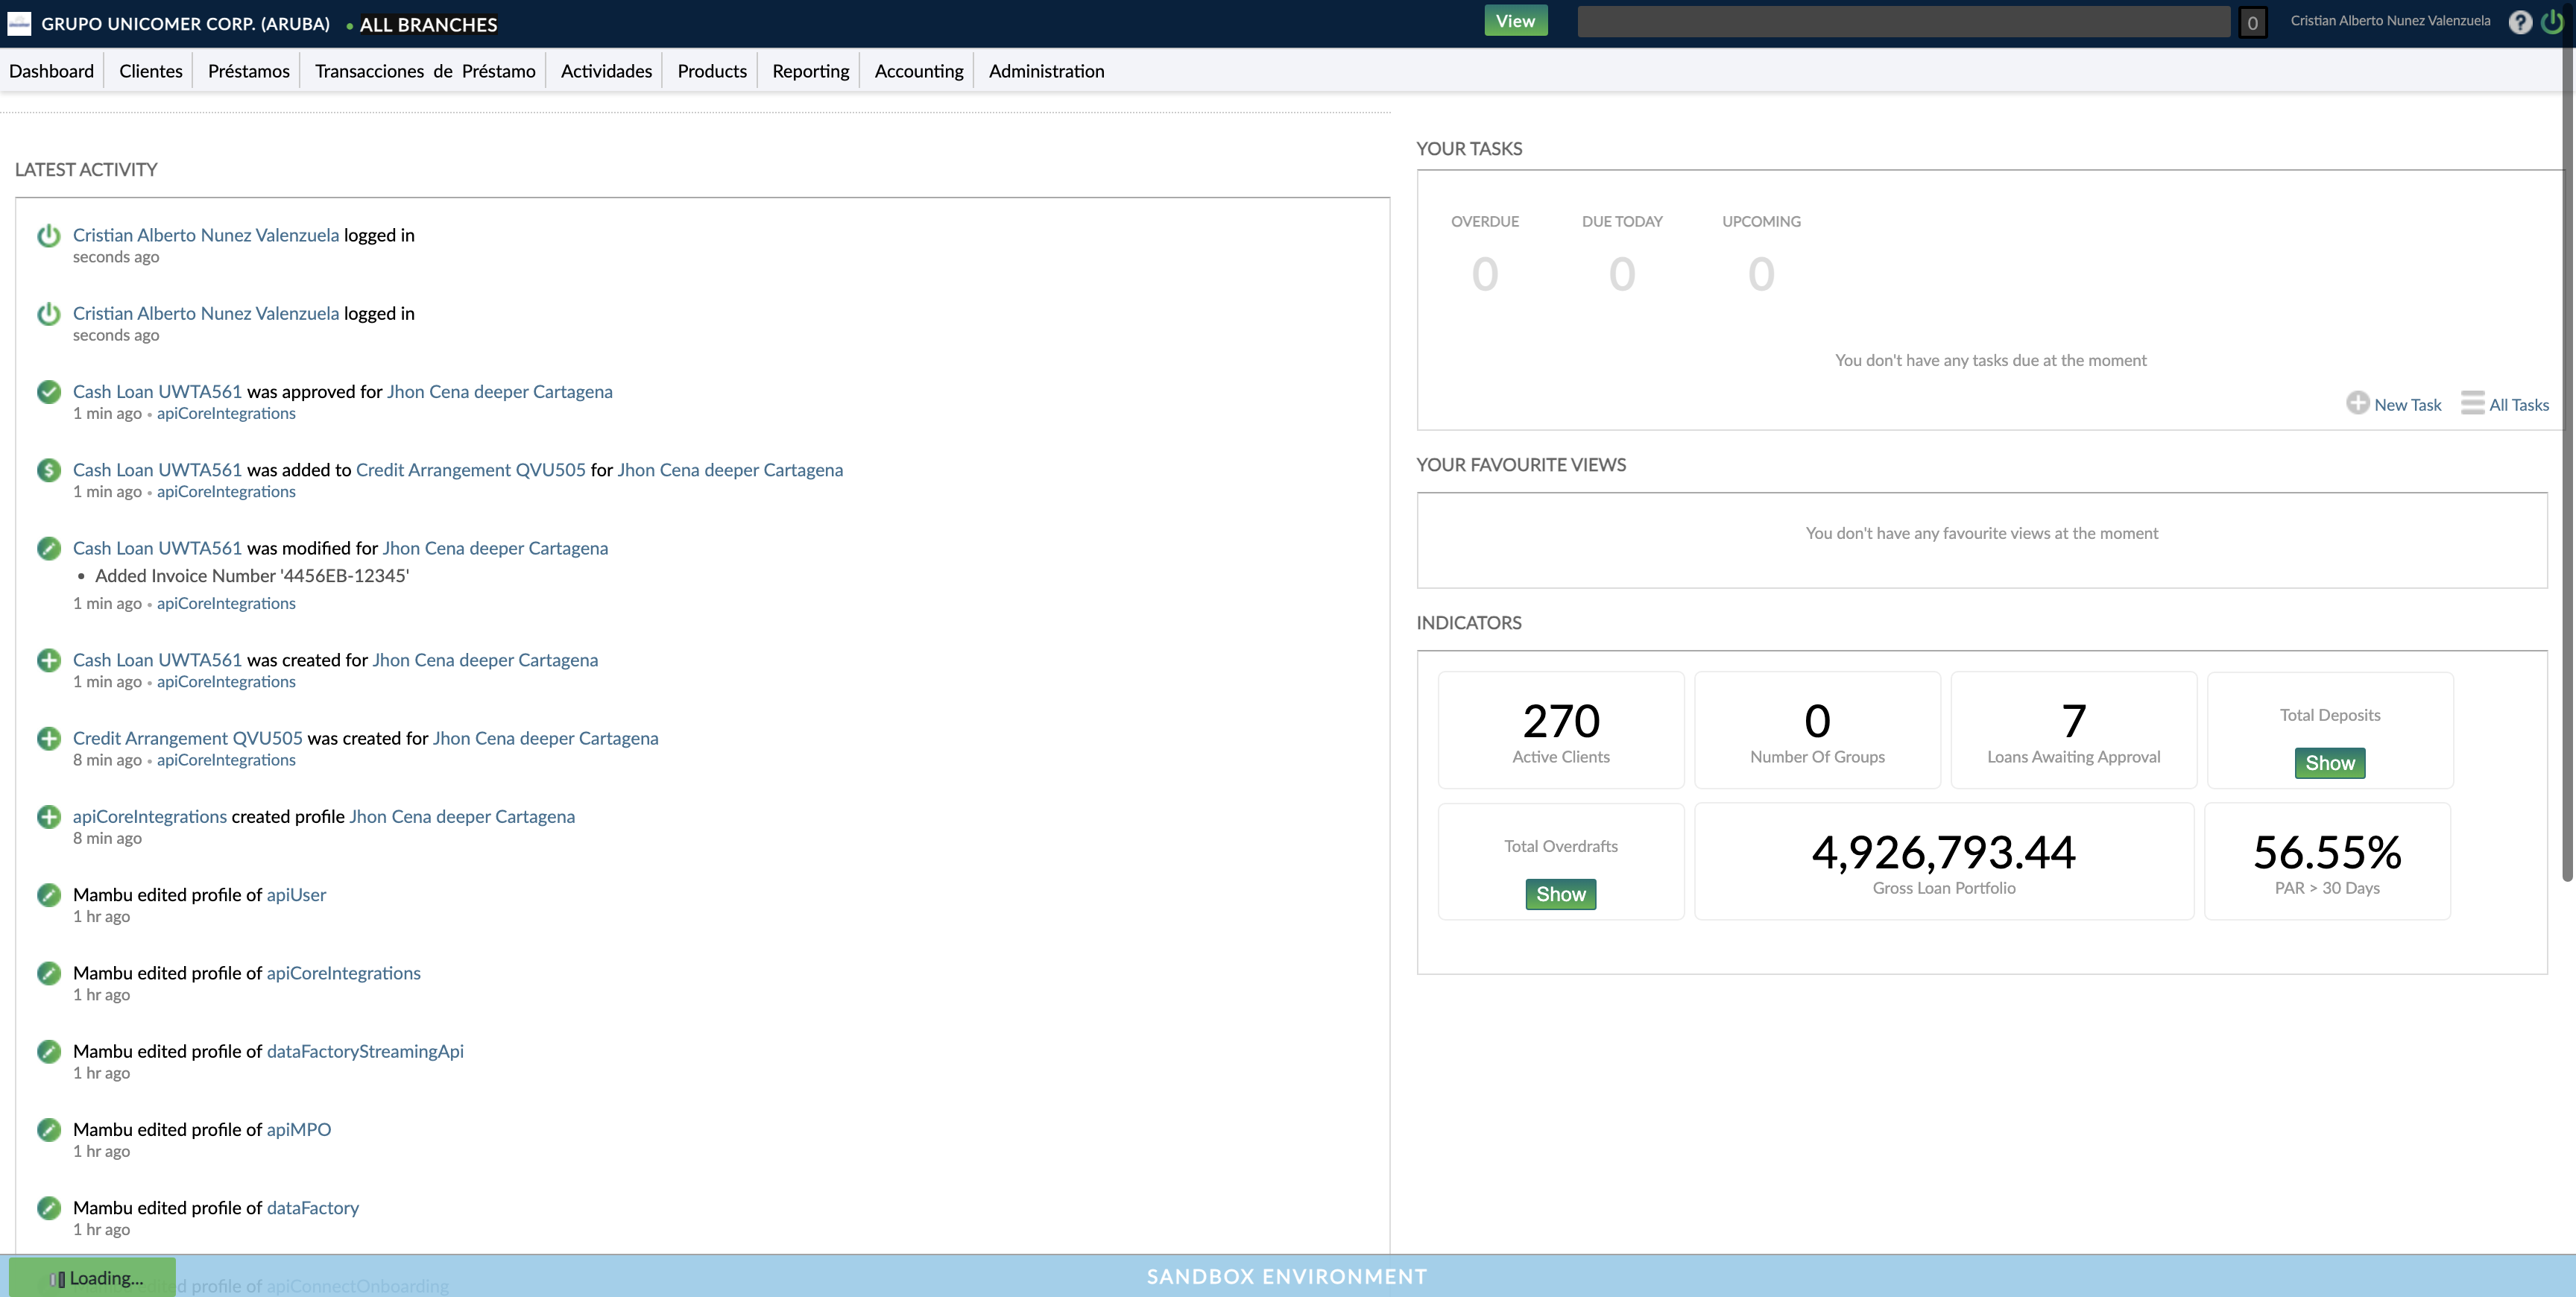 GRUPO UNICOMER CORP. (ARUBA) • ALL BRANCHES
View
0
Cristian Alberto Nunez Valenzuela
?
Dashboard
Clientes
Préstamos
Transacciones de Préstamo
Actividades
Products
Reporting
Accounting
Administration
LATEST ACTIVITY
Cristian Alberto Nunez Valenzuela logged in
seconds ago
Cristian Alberto Nunez Valenzuela logged in
seconds ago
Cash Loan UWTA561 was approved for Jhon Cena deeper Cartagena
1 min ago • apiCoreIntegrations
Cash Loan UWTA561 was added to Credit Arrangement QVU505 for Jhon Cena deeper Cartagena
1 min ago • apiCoreIntegrations
Cash Loan UWTA561 was modified for Jhon Cena deeper Cartagena
• Added Invoice Number '4456EB-12345'
1 min ago • apiCoreIntegrations
Cash Loan UWTA561 was created for Jhon Cena deeper Cartagena
1 min ago • apiCoreIntegrations
Credit Arrangement QVU505 was created for Jhon Cena deeper Cartagena
8 min ago • apiCoreIntegrations
apiCoreIntegrations created profile Jhon Cena deeper Cartagena
8 min ago
Mambu edited profile of apiUser
1 hr ago
Mambu edited profile of apiCoreIntegrations
1 hr ago
Mambu edited profile of dataFactoryStreamingApi
1 hr ago
Mambu edited profile of apiMPO
1 hr ago
Mambu edited profile of dataFactory
1 hr ago
d profile of apiConnectOnboarding
Loading...
YOUR TASKS
OVERDUE
DUE TODAY
UPCOMING
0
0
0
You don't have any tasks due at the moment
New Task
All Tasks
YOUR FAVOURITE VIEWS
You don't have any favourite views at the moment
INDICATORS
270
Active Clients
0
Number Of Groups
7
Loans Awaiting Approval
Total Deposits
Show
Total Overdrafts
Show
4,926,793.44
Gross Loan Portfolio
56.55%
PAR > 30 Days
SANDBOX ENVIRONMENT